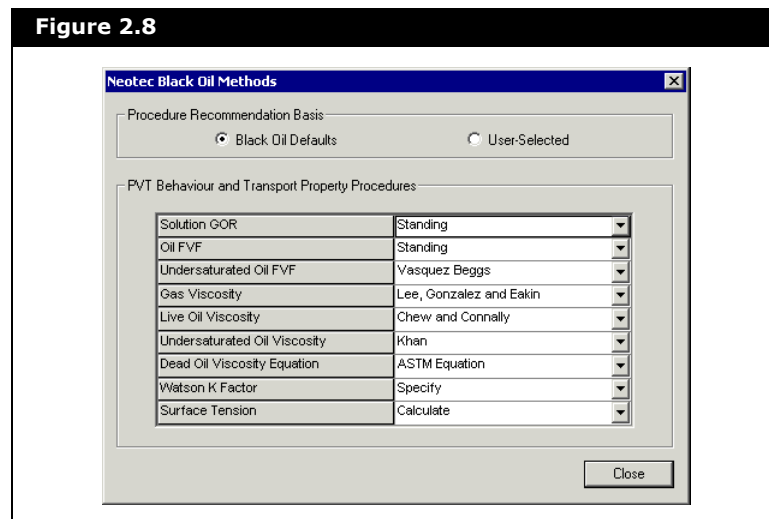 Figure 2.8
Neotec Black Oil Methods
Procedure Recommendation Basis
Black Oil Defaults User-Selected
PVT Behaviour and Transport Property Procedures
Solution GOR Standing
Oil FVF Standing
Undersaturated Oil FVF Vasquez Beggs
Gas Viscosity Lee, Gonzalez and Eakin
Live Oil Viscosity Chew and Connally
Undersaturated Oil Viscosity Khan
Dead Oil Viscosity Equation ASTM Equation
Watson K Factor Specify
Surface Tension Calculate
Close